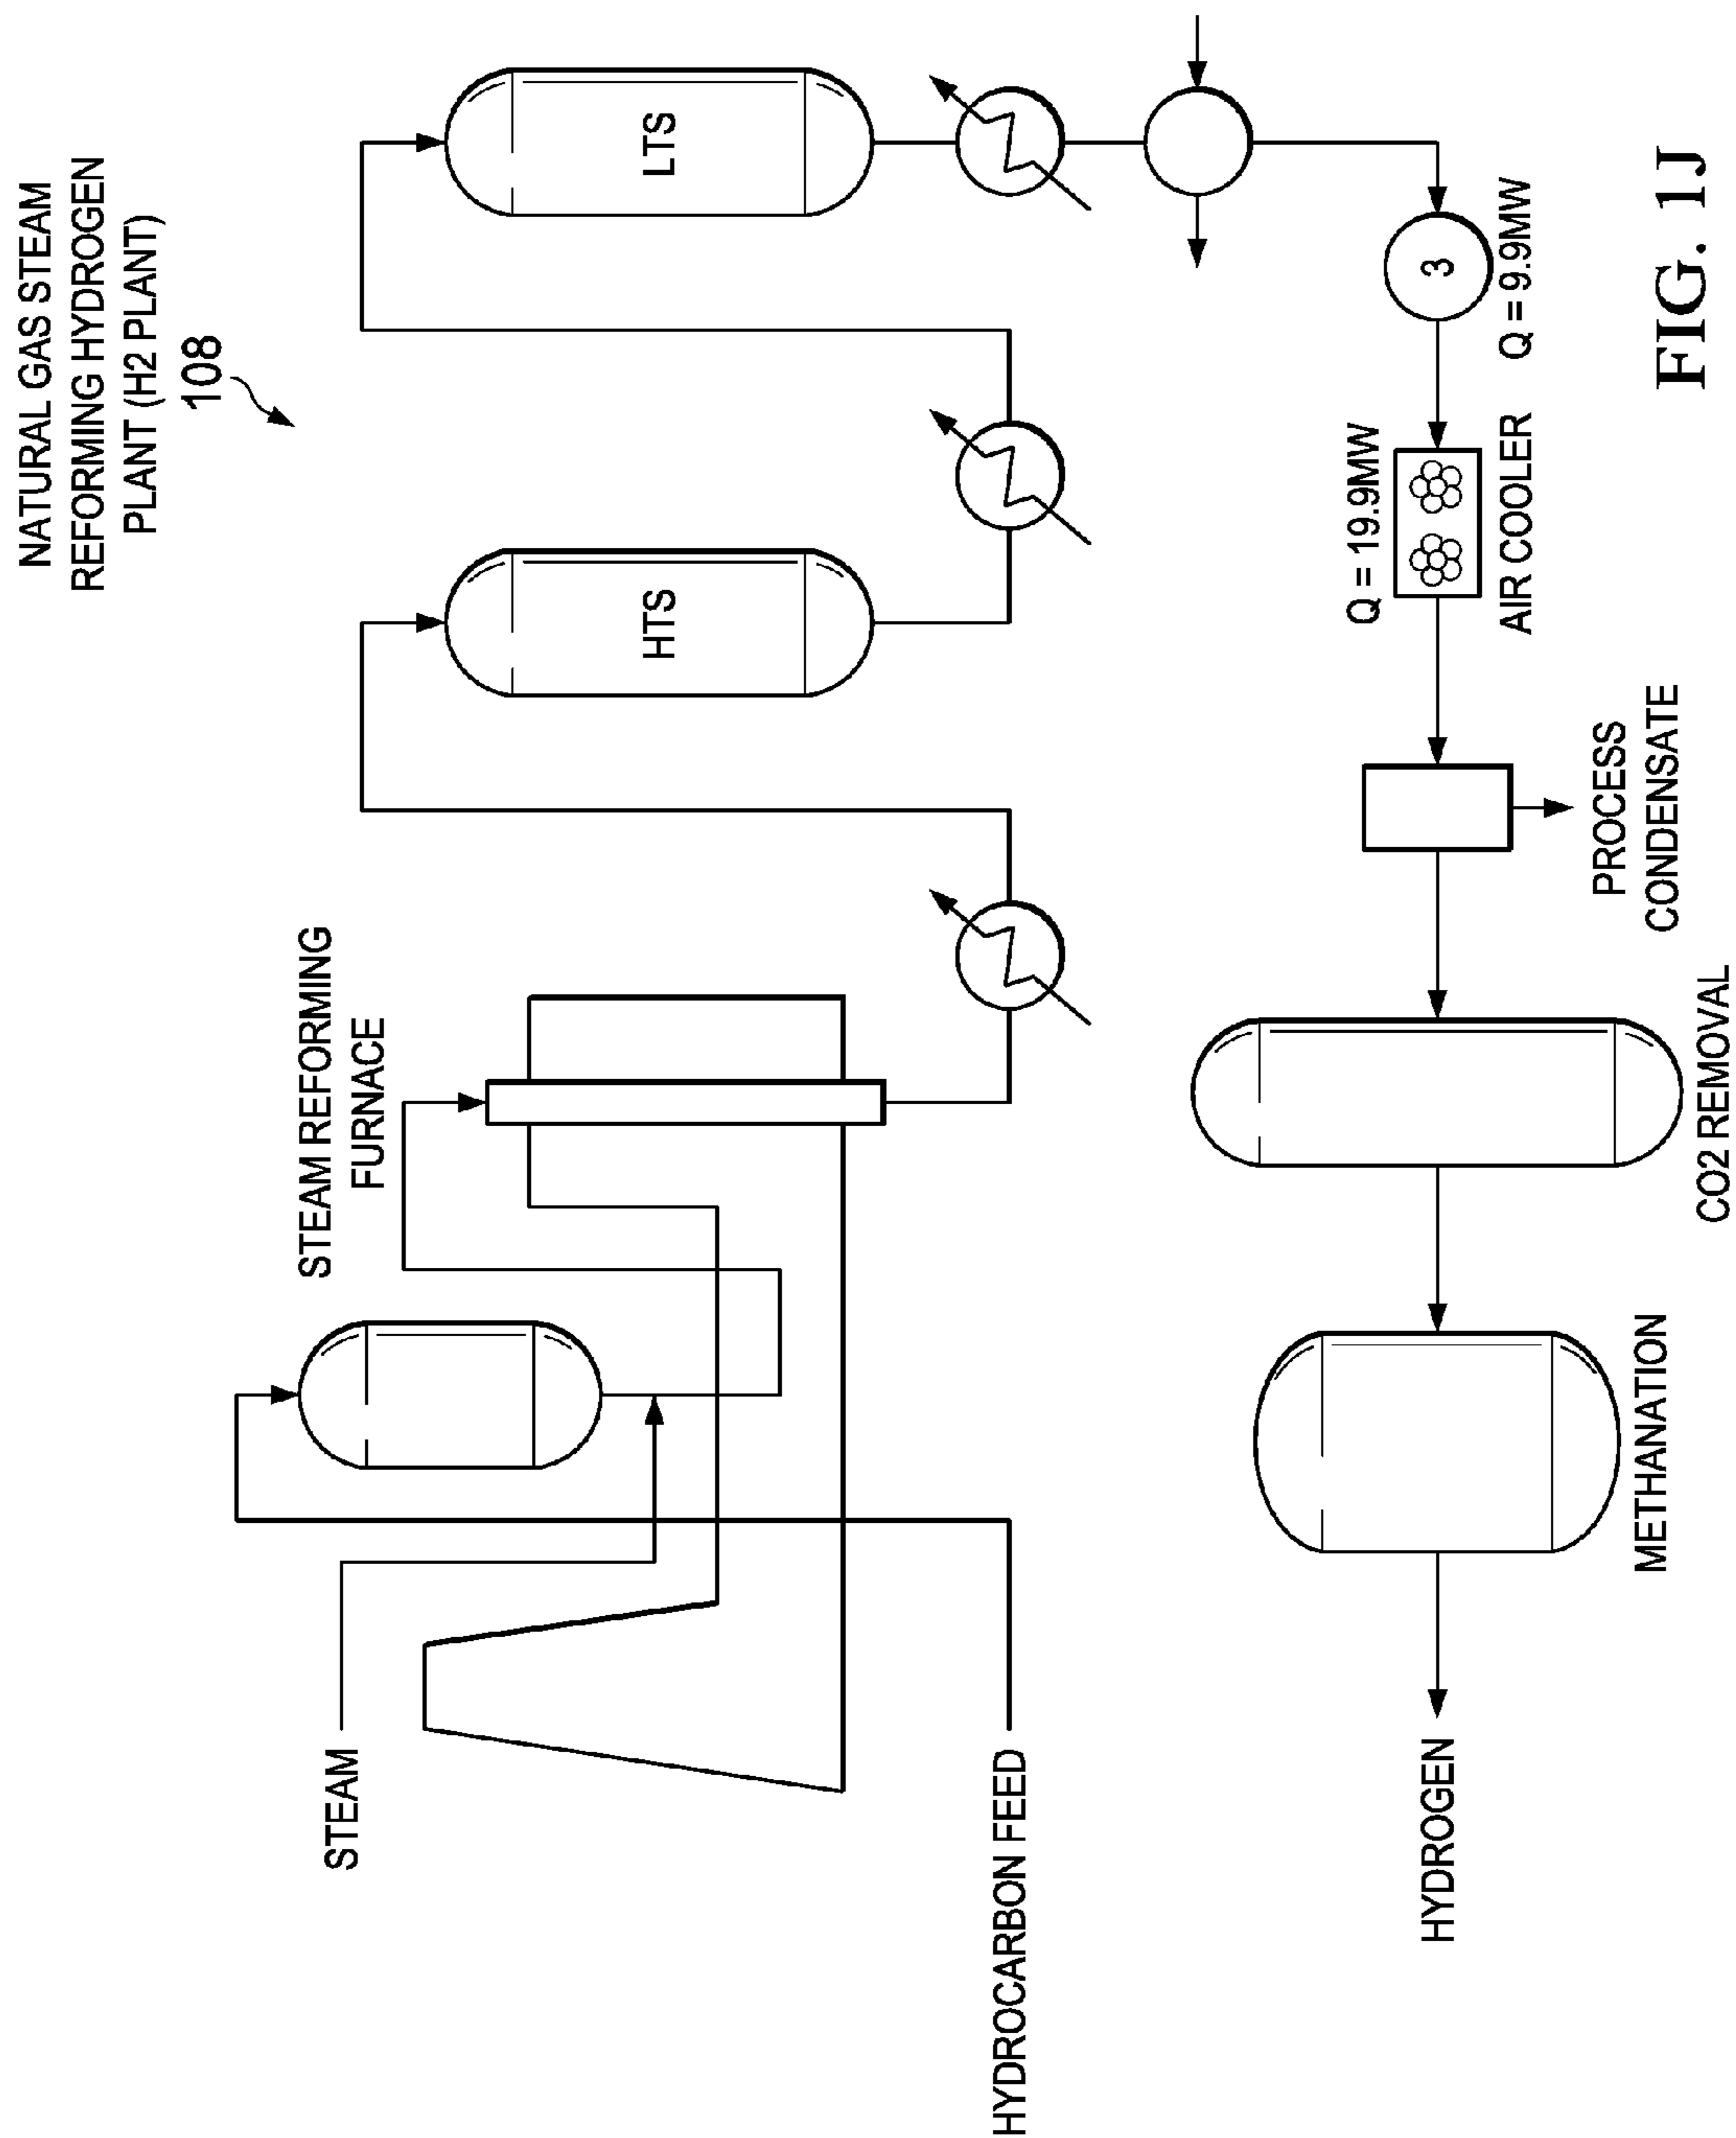 NATURAL GAS STEAM
REFORMING HYDROGEN
PLANT (H2 PLANT)
108
STEAM REFORMING
FURNACE
STEAM
HTS
LTS
HYDROCARBON FEED
Q = 19.9MW
3
AIR COOLER
Q = 9.9MW
PROCESS
CONDENSATE
HYDROGEN
METHANATION
CO2 REMOVAL
FIG. 1J